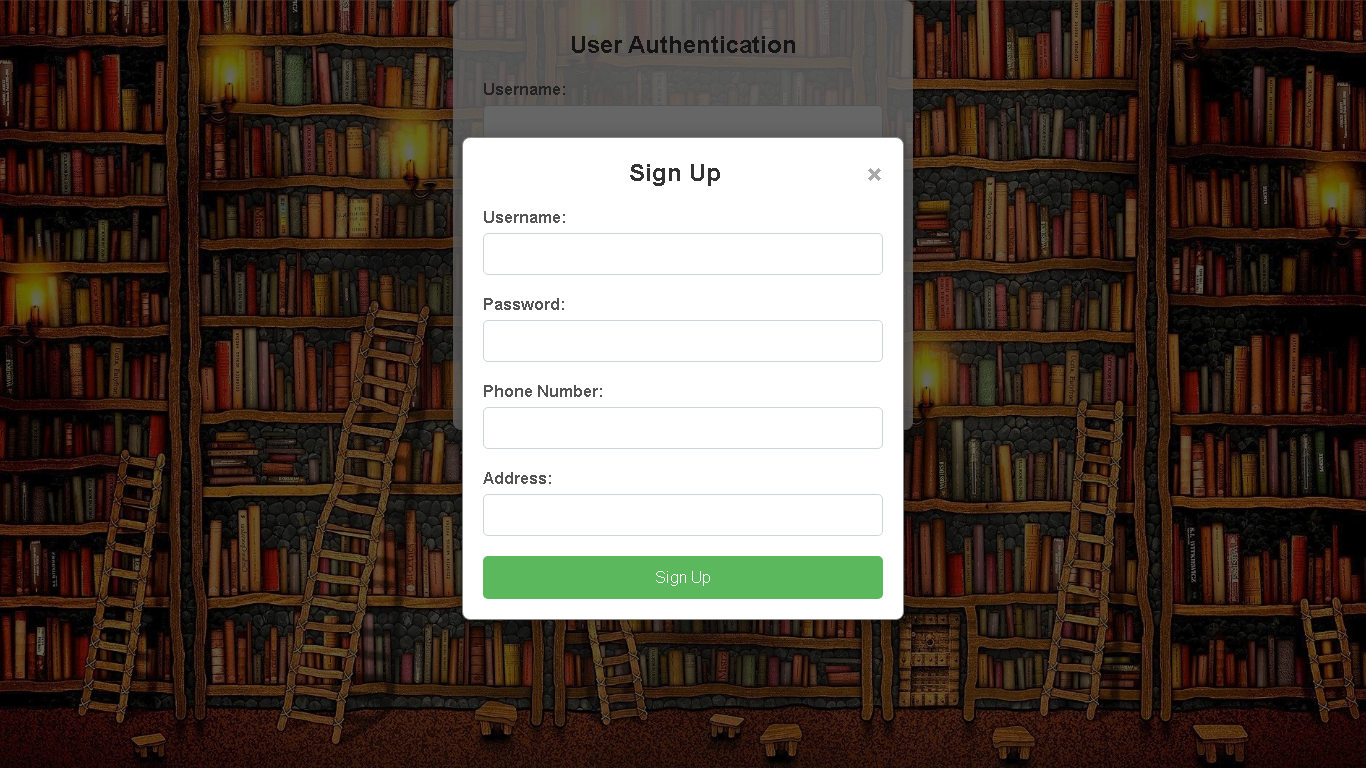 User Authentication
Username:
Sign Up
×
Username:
Password:
Phone Number:
Address:
Sign Up